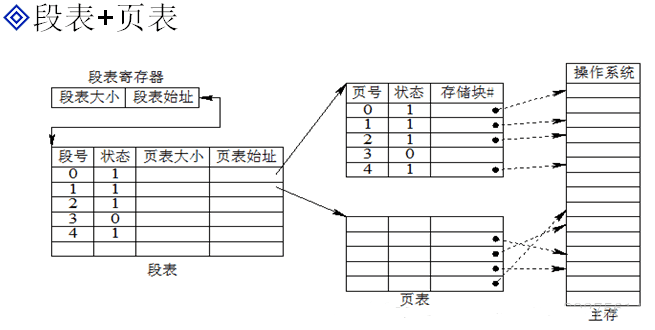 段表+页表
段表寄存器
段表大小 段表始址
段号 状态 页表大小 页表始址
0 1
1 1
2 1
3 0
4 1
段表
页号 状态 存储块#
0 1
1 1
2 1
3 0
4 1
页表
操作系统
主存